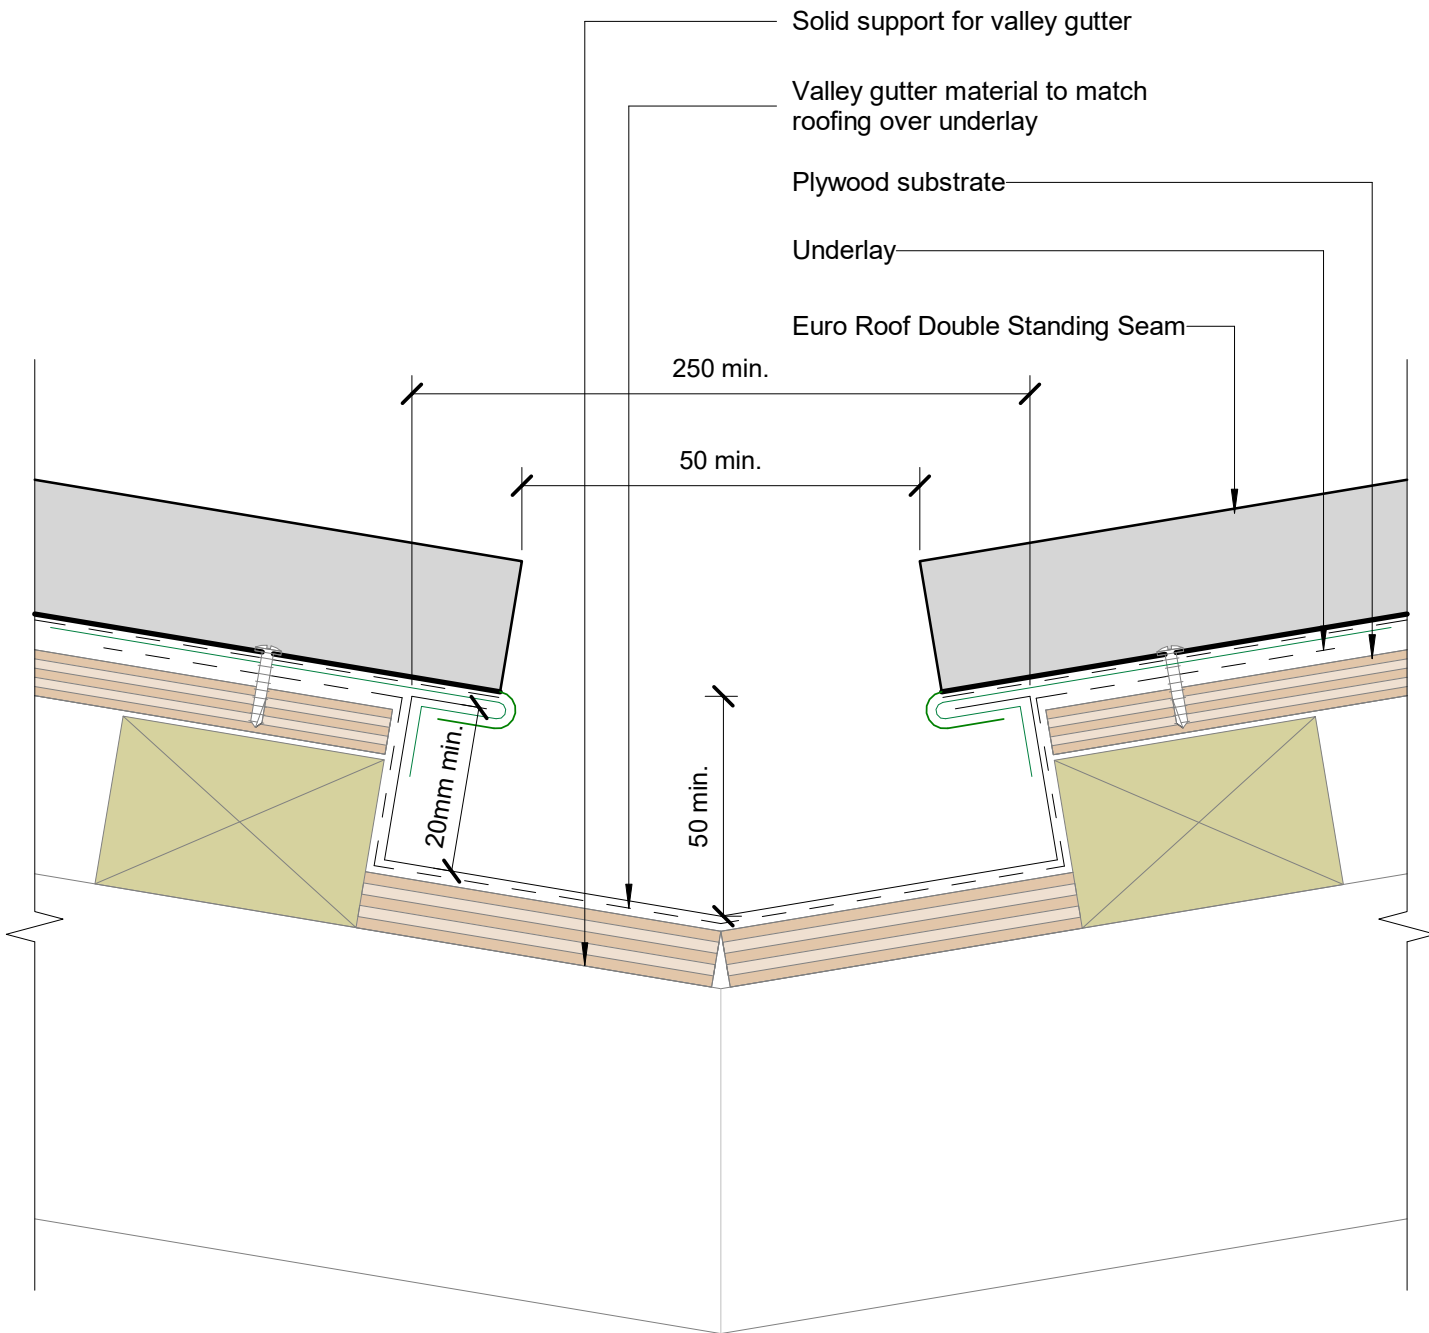 Solid support for valley gutter
Valley gutter material to match
roofing over underlay
Plywood substrate
Underlay
Euro Roof Double Standing Seam
250 min.
50 min.
20mm min.
50 min.